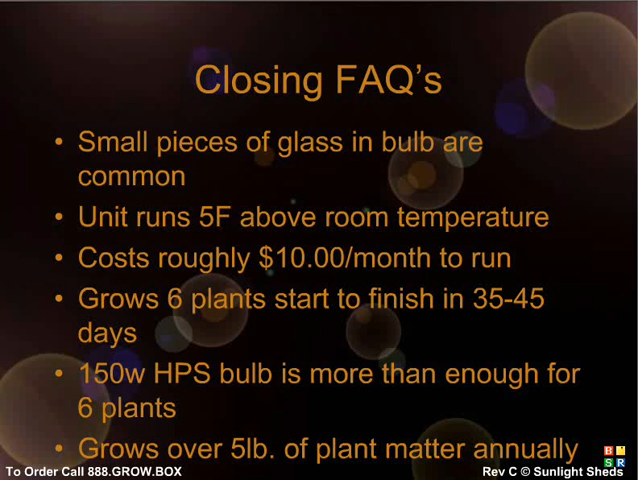 Closing FAQ's
• Small pieces of glass in bulb are
common
• Unit runs 5F above room temperature
• Costs roughly $10.00/month to run
• Grows 6 plants start to finish in 35-45
days
• 150w HPS bulb is more than enough for
6 plants
• Grows over 5lb. of plant matter annually
B
S R
To Order Call 888.GROW.BOX
Rev C © Sunlight Sheds